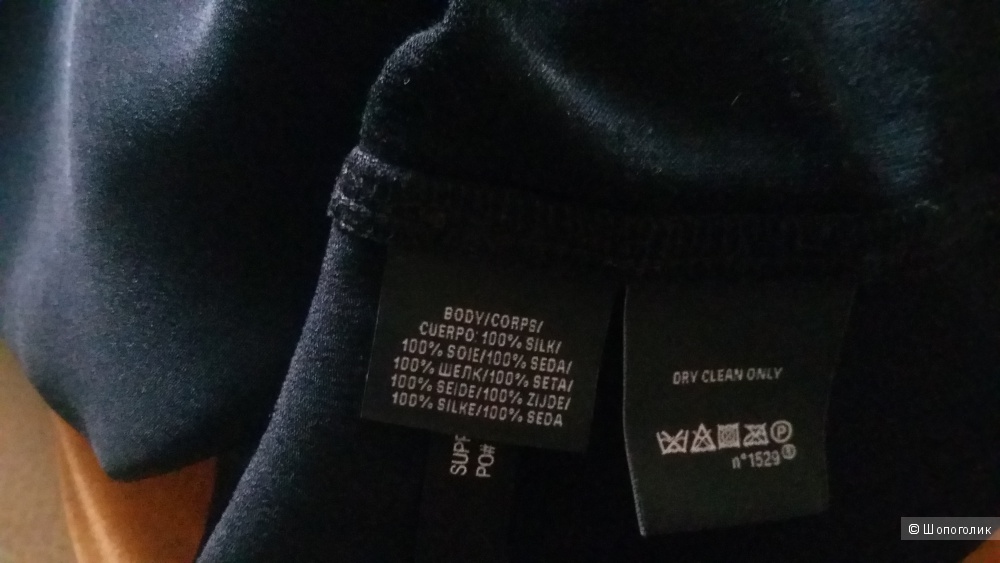 BODY/CORPS/
CUERPO: 100% SILK/
100% SOIE/100% SEDA/
100% ШЕЛК/100% SETA/
100% SEIDE/100% ZIJDE/
100% SILKE/100% SEDA
SUPP
PO#
DRY CLEAN ONLY
P
n°1529
© Шопоголик